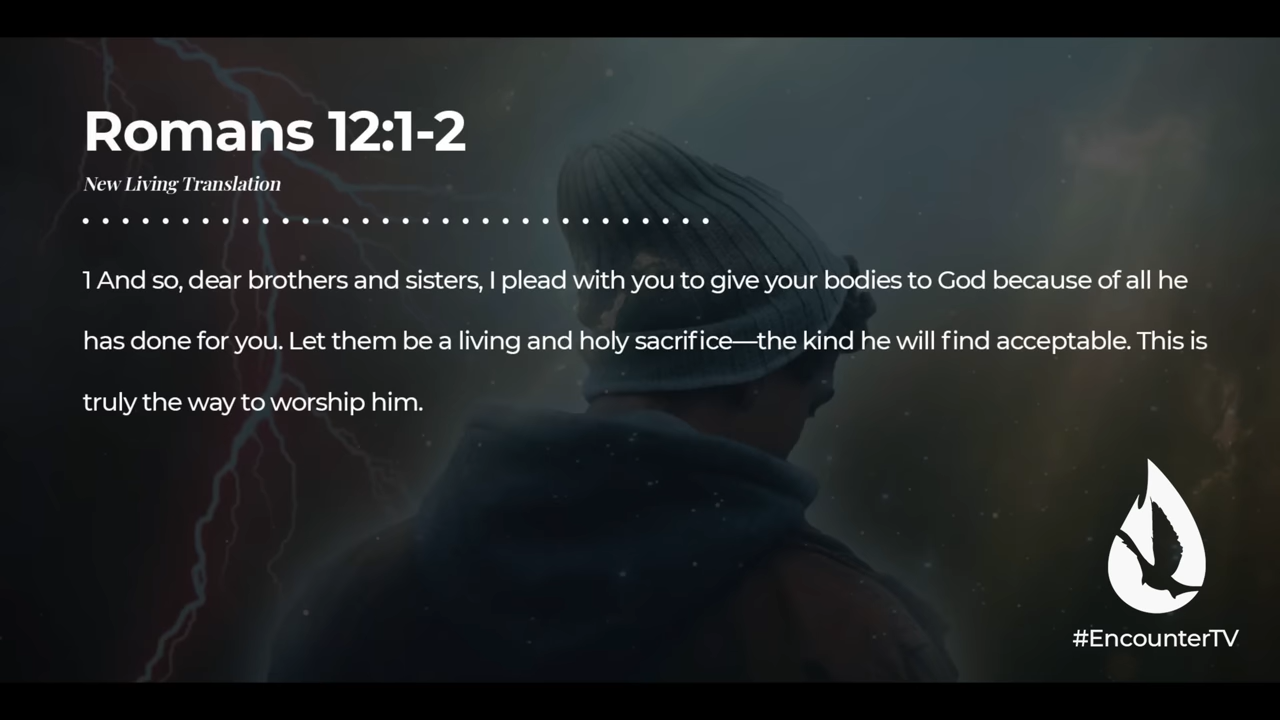 Romans 12:1-2
New Living Translation
1 And so, dear brothers and sisters, I plead with you to give your bodies to God because of all he
has done for you. Let them be a living and holy sacrifice—the kind he will find acceptable. This is
truly the way to worship him.
#EncounterTV